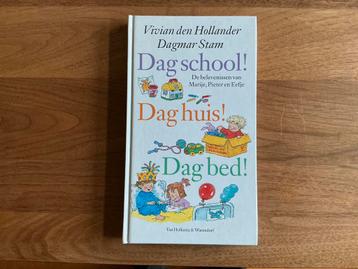 Vivian den Hollander
Dagmar Stam
Dag school!
De belevenissen van
Marije, Pieter en Eefje
Dag huis!
Dag bed!
Van Holkema & Warendorf